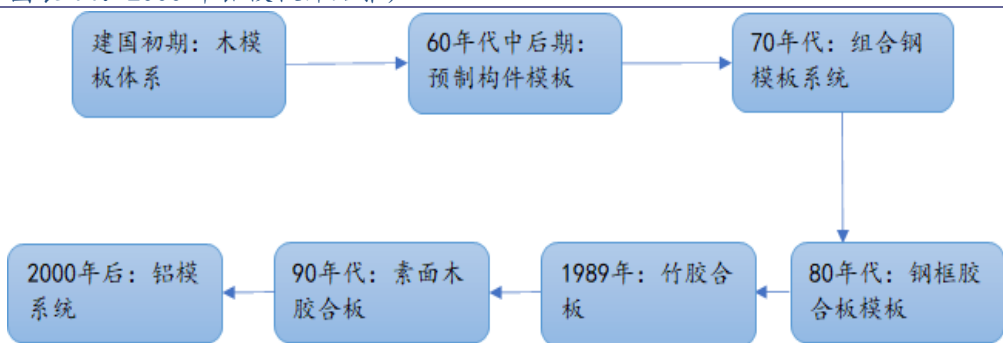 建国初期：木模
板体系
60年代中后期：
预制构件模板
70年代：组合钢
模板系统
80年代：钢框胶
合板模板
1989年：竹胶合
板
90年代：素面木
胶合板
2000年后：铝模
系统